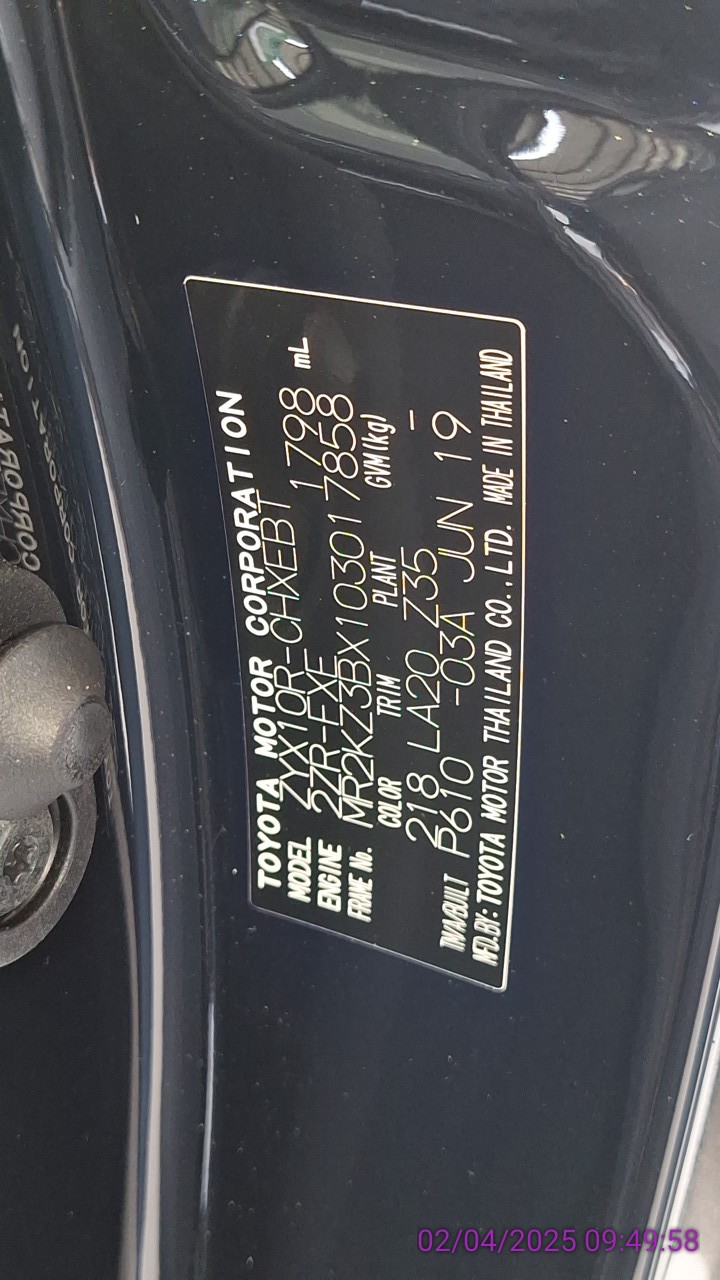 TOYOTA MOTOR CORPORATION
MODEL ZYX10R-CHXEBT 1798 mL
ENGINE 2ZR-FXE
FRAME No. MR2KZ3BX103017858
COLOR TRIM PLANT GVM(kg)
218 LA20 Z35 -
TMV/BUILT P610 -03A JUN 19
MFD.BY: TOYOTA MOTOR THAILAND CO., LTD. MADE IN THAILAND
CORPORATION
02/04/2025 09:49:58